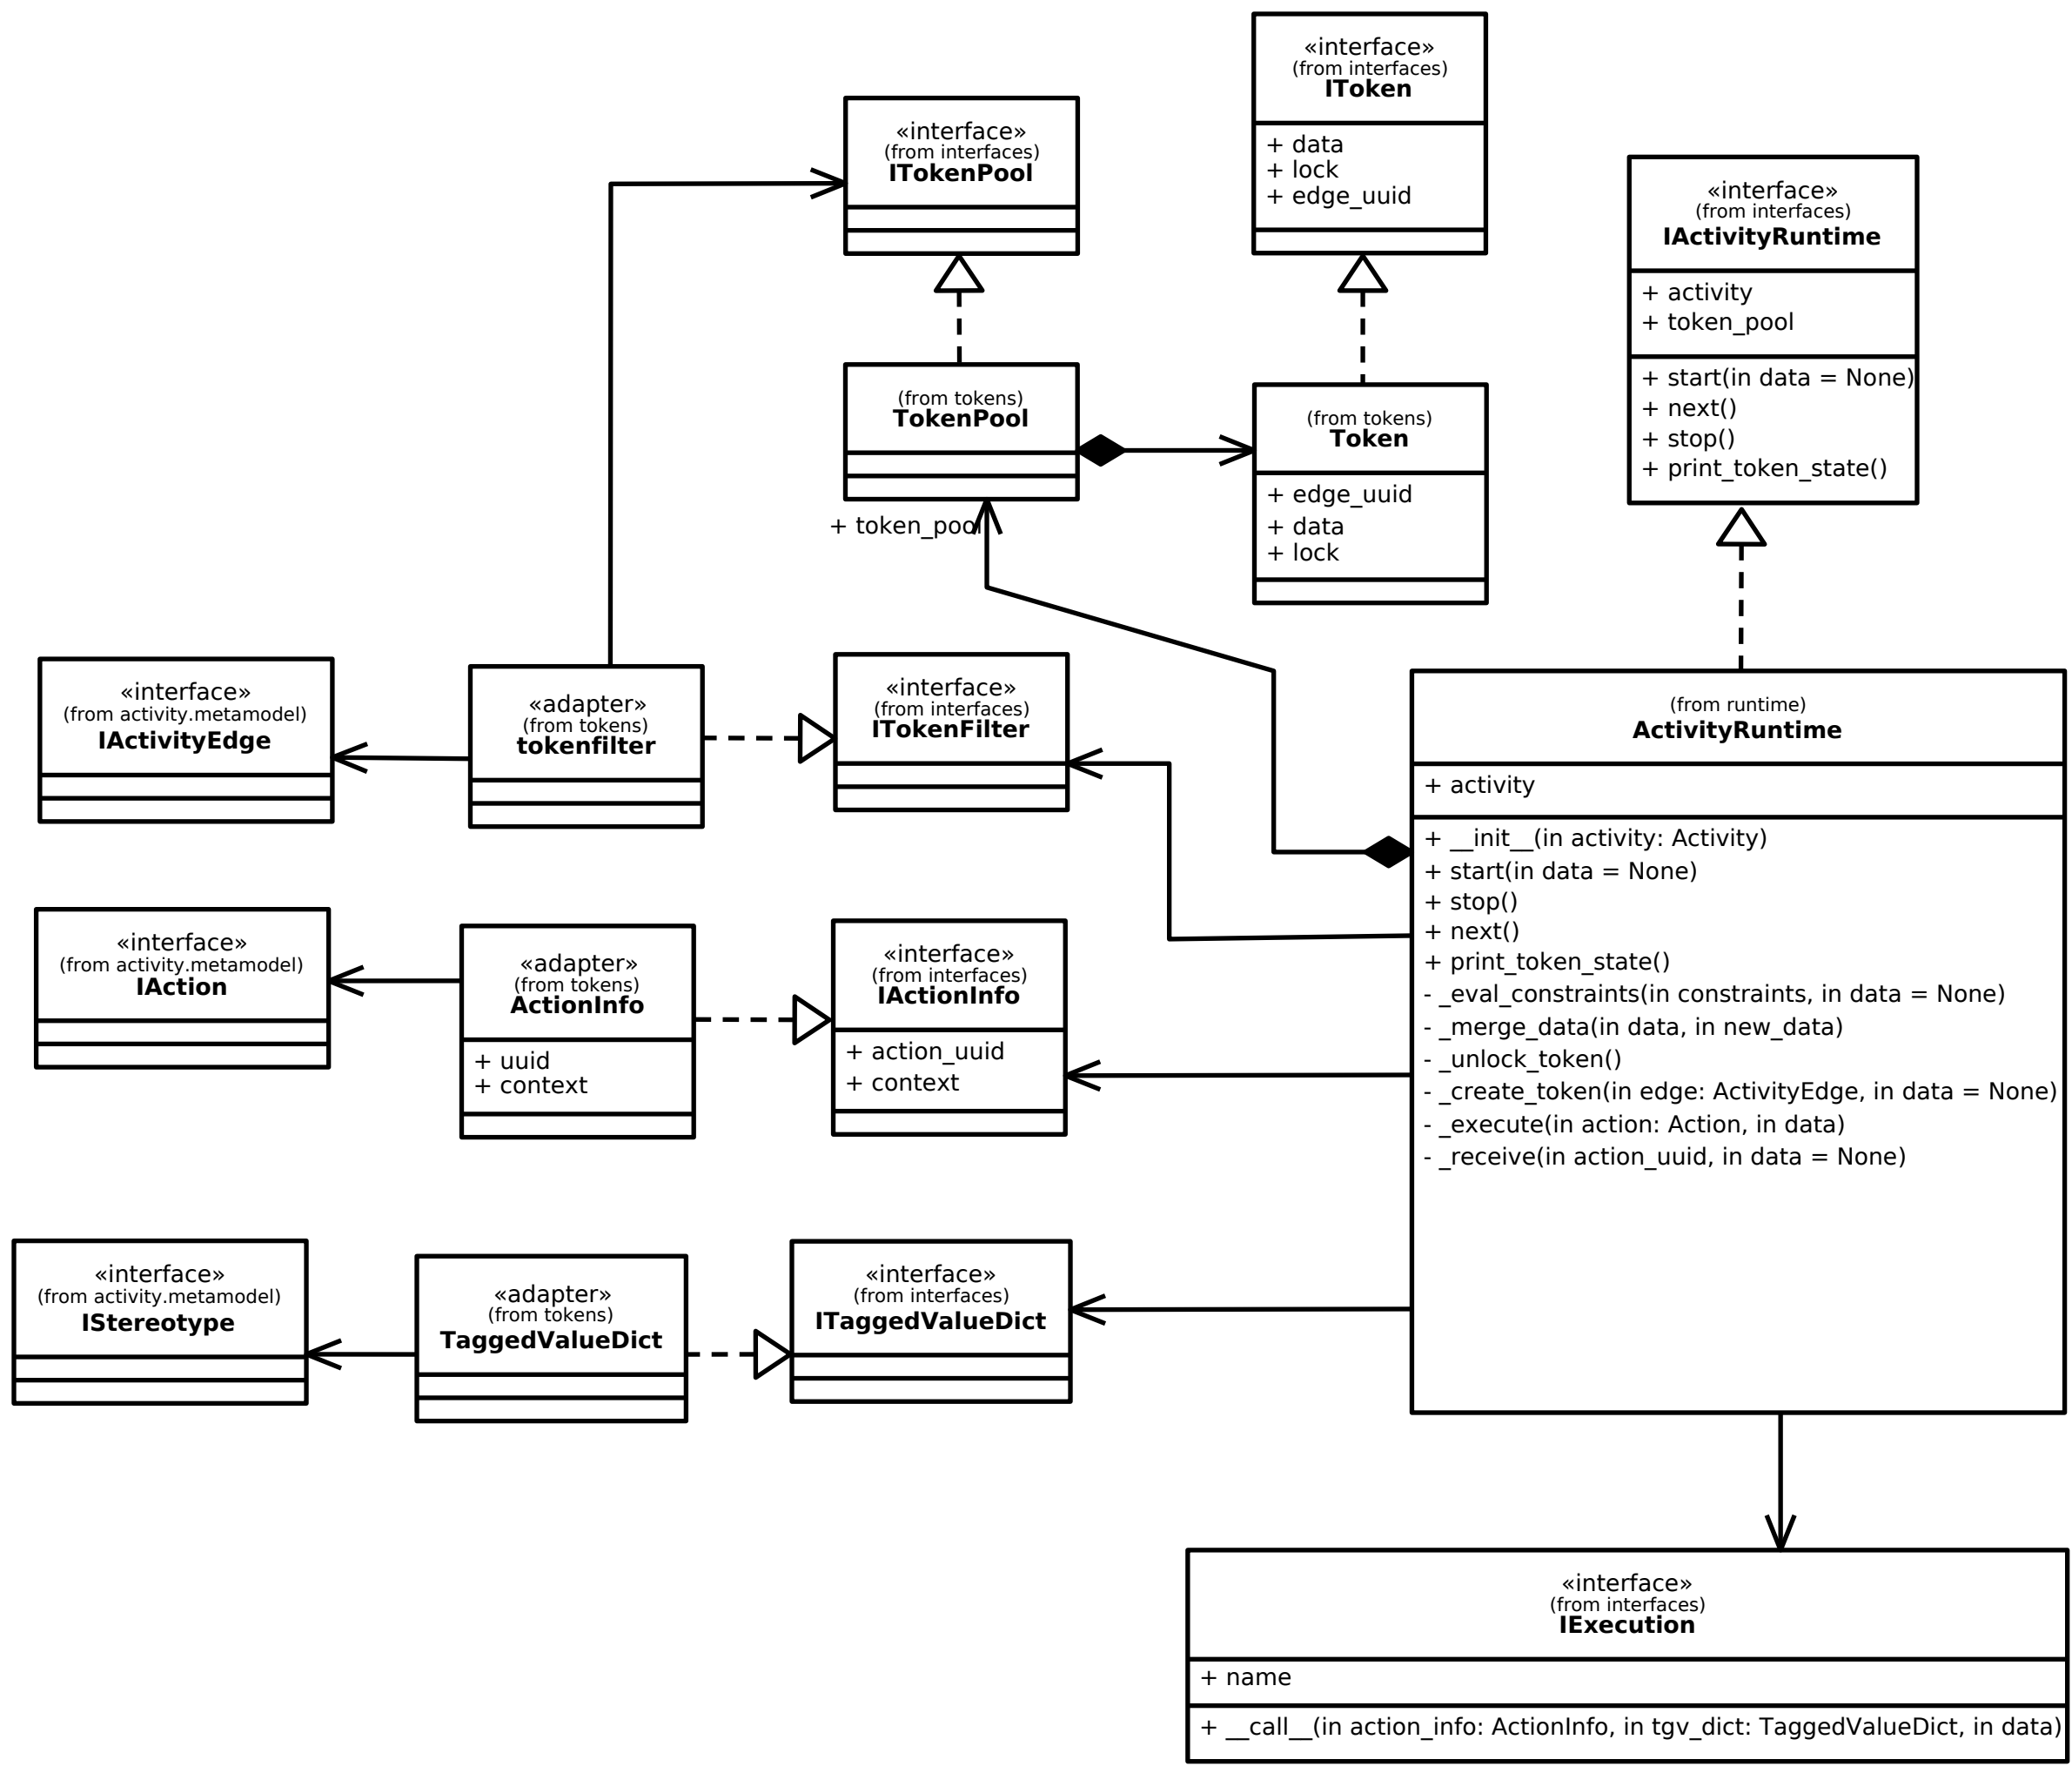 «interface»
(from interfaces)
IToken
+ data
+ lock
+ edge_uuid
«interface»
(from interfaces)
ITokenPool
«interface»
(from interfaces)
IActivityRuntime
+ activity
+ token_pool
+ start(in data = None)
+ next()
+ stop()
+ print_token_state()
(from tokens)
TokenPool
+ token_pool
(from tokens)
Token
+ edge_uuid
+ data
+ lock
«interface»
(from activity.metamodel)
IActivityEdge
«adapter»
(from tokens)
tokenfilter
«interface»
(from interfaces)
ITokenFilter
(from runtime)
ActivityRuntime
+ activity
+ __init__(in activity: Activity)
+ start(in data = None)
+ stop()
+ next()
+ print_token_state()
- _eval_constraints(in constraints, in data = None)
- _merge_data(in data, in new_data)
- _unlock_token()
- _create_token(in edge: ActivityEdge, in data = None)
- _execute(in action: Action, in data)
- _receive(in action_uuid, in data = None)
«interface»
(from activity.metamodel)
IAction
«adapter»
(from tokens)
ActionInfo
+ uuid
+ context
«interface»
(from interfaces)
IActionInfo
+ action_uuid
+ context
«interface»
(from activity.metamodel)
IStereotype
«adapter»
(from tokens)
TaggedValueDict
«interface»
(from interfaces)
ITaggedValueDict
«interface»
(from interfaces)
IExecution
+ name
+ __call__(in action_info: ActionInfo, in tgv_dict: TaggedValueDict, in data)